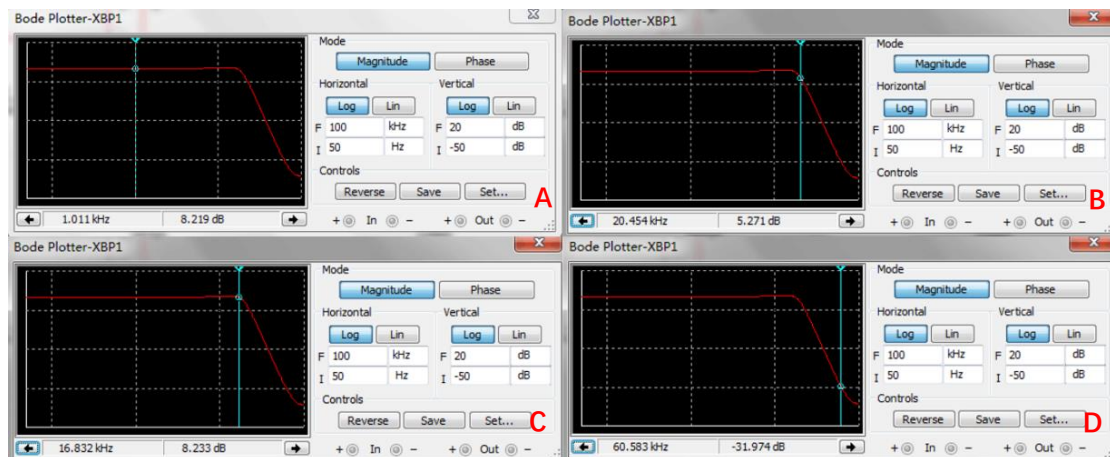 Bode Plotter-XBP1
Mode
Magnitude Phase
Horizontal Vertical
Log Lin Log Lin
F 100 kHz F 20 dB
I 50 Hz I -50 dB
Controls
Reverse Save Set...
A
1.011 kHz 8.219 dB + In - + Out -
Bode Plotter-XBP1
Mode
Magnitude Phase
Horizontal Vertical
Log Lin Log Lin
F 100 kHz F 20 dB
I 50 Hz I -50 dB
Controls
Reverse Save Set...
B
20.454 kHz 5.271 dB + In - + Out -
Bode Plotter-XBP1
Mode
Magnitude Phase
Horizontal Vertical
Log Lin Log Lin
F 100 kHz F 20 dB
I 50 Hz I -50 dB
Controls
Reverse Save Set...
C
16.832 kHz 8.233 dB + In - + Out -
Bode Plotter-XBP1
Mode
Magnitude Phase
Horizontal Vertical
Log Lin Log Lin
F 100 kHz F 20 dB
I 50 Hz I -50 dB
Controls
Reverse Save Set...
D
60.583 kHz -31.974 dB + In - + Out -